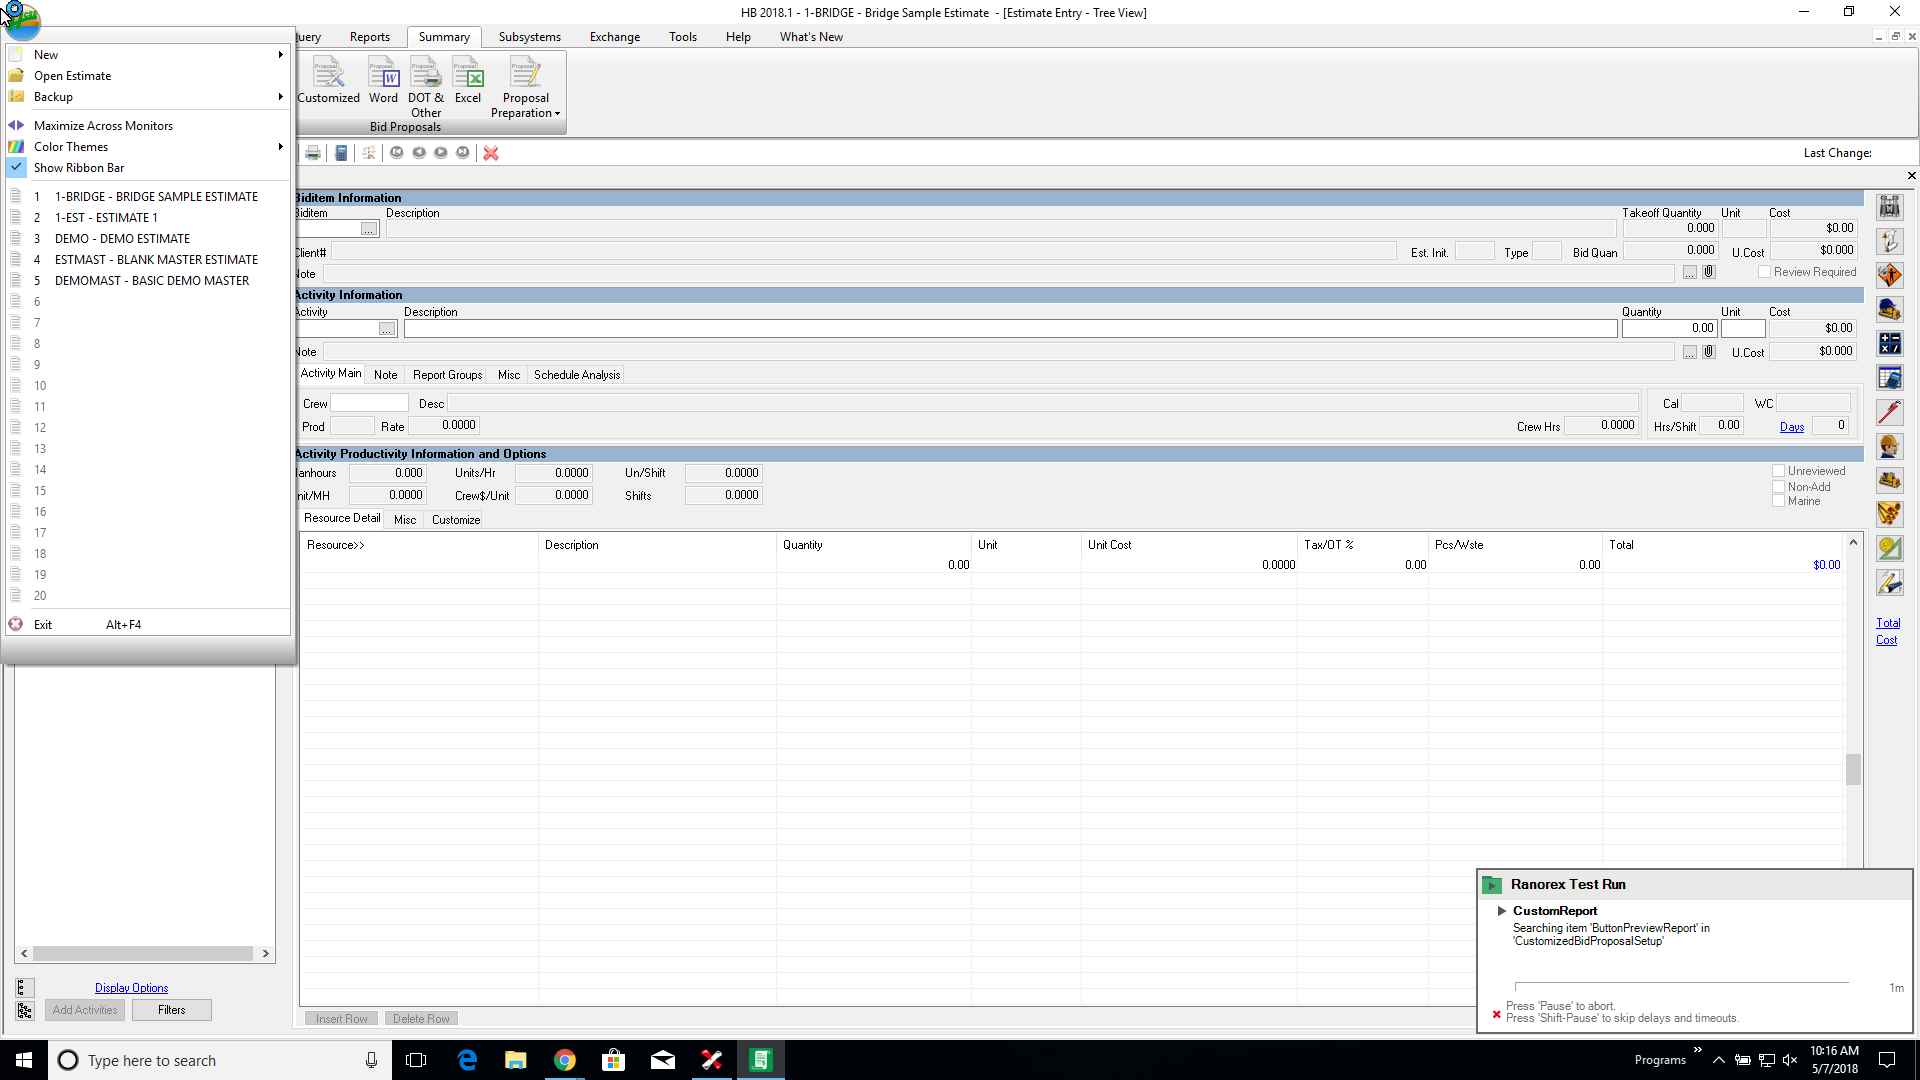 HB 2018.1 - 1-BRIDGE - Bridge Sample Estimate - [Estimate Entry - Tree View]
uery Reports Summary Subsystems Exchange Tools Help What's New
Customized Word DOT & Other Excel Proposal Preparation
Bid Proposals
New
Open Estimate
Backup
Maximize Across Monitors
Color Themes
Show Ribbon Bar
1 1-BRIDGE - BRIDGE SAMPLE ESTIMATE
2 1-EST - ESTIMATE 1
3 DEMO - DEMO ESTIMATE
4 ESTMAST - BLANK MASTER ESTIMATE
5 DEMOMAST - BASIC DEMO MASTER
6
7
8
9
10
11
12
13
14
15
16
17
18
19
20
Exit Alt+F4
Last Change:
Biditem Information
Biditem Description Takeoff Quantity Unit Cost
... 0.000 $0.00
Client# Est. Init. Type Bid Quan 0.000 U.Cost $0.000
Note ... Review Required
Activity Information
Activity Description Quantity Unit Cost
... 0.00 $0.00
Note ... U.Cost $0.000
Activity Main Note Report Groups Misc Schedule Analysis
Crew Desc Cal WC
Prod Rate 0.0000 Crew Hrs 0.0000 Hrs/Shift 0.00 Days 0
Activity Productivity Information and Options
anhours 0.000 Units/Hr 0.0000 Un/Shift 0.0000 Unreviewed
nit/MH 0.0000 Crew$/Unit 0.0000 Shifts 0.0000 Non-Add
Marine
Resource Detail Misc Customize
Resource>> Description Quantity Unit Unit Cost Tax/OT % Pcs/Wste Total
0.00 0.0000 0.00 0.00 $0.00
Total
Cost
Display Options
Add Activities Filters
Insert Row Delete Row
Ranorex Test Run
CustomReport
Searching item 'ButtonPreviewReport' in
'CustomizedBidProposalSetup'
1m
Press 'Pause' to abort.
Press 'Shift-Pause' to skip delays and timeouts.
Type here to search
Programs
10:16 AM
5/7/2018